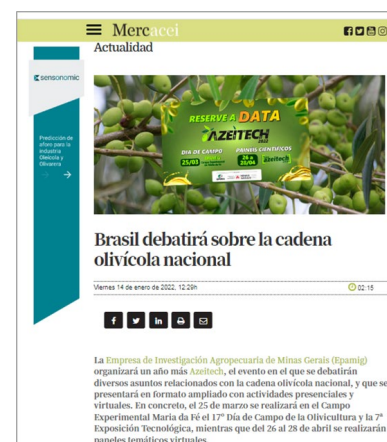 Mercacei
Actualidad
sensonomic
Predicción de
aforo para la
industria
Oleícola y
Olivarera
RESERVE A DATA
AZEITECH
2022
DIA DE CAMPO
PAINÉIS CIENTÍFICOS
25/03
26 a
28/04
Azeitech
Brasil debatirá sobre la cadena
olivícola nacional
Viernes 14 de enero de 2022, 12:29h
02:15
La Empresa de Investigación Agropecuaria de Minas Gerais (Epamig)
organizará un año más Azeitech, el evento en el que se debatirán
diversos asuntos relacionados con la cadena olivícola nacional, y que se
presentará en formato ampliado con actividades presenciales y
virtuales. En concreto, el 25 de marzo se realizará en el Campo
Experimental Maria da Fé el 17º Día de Campo de la Olivicultura y la 7ª
Exposición Tecnológica, mientras que del 26 al 28 de abril se realizarán
paneles temáticos virtuales.